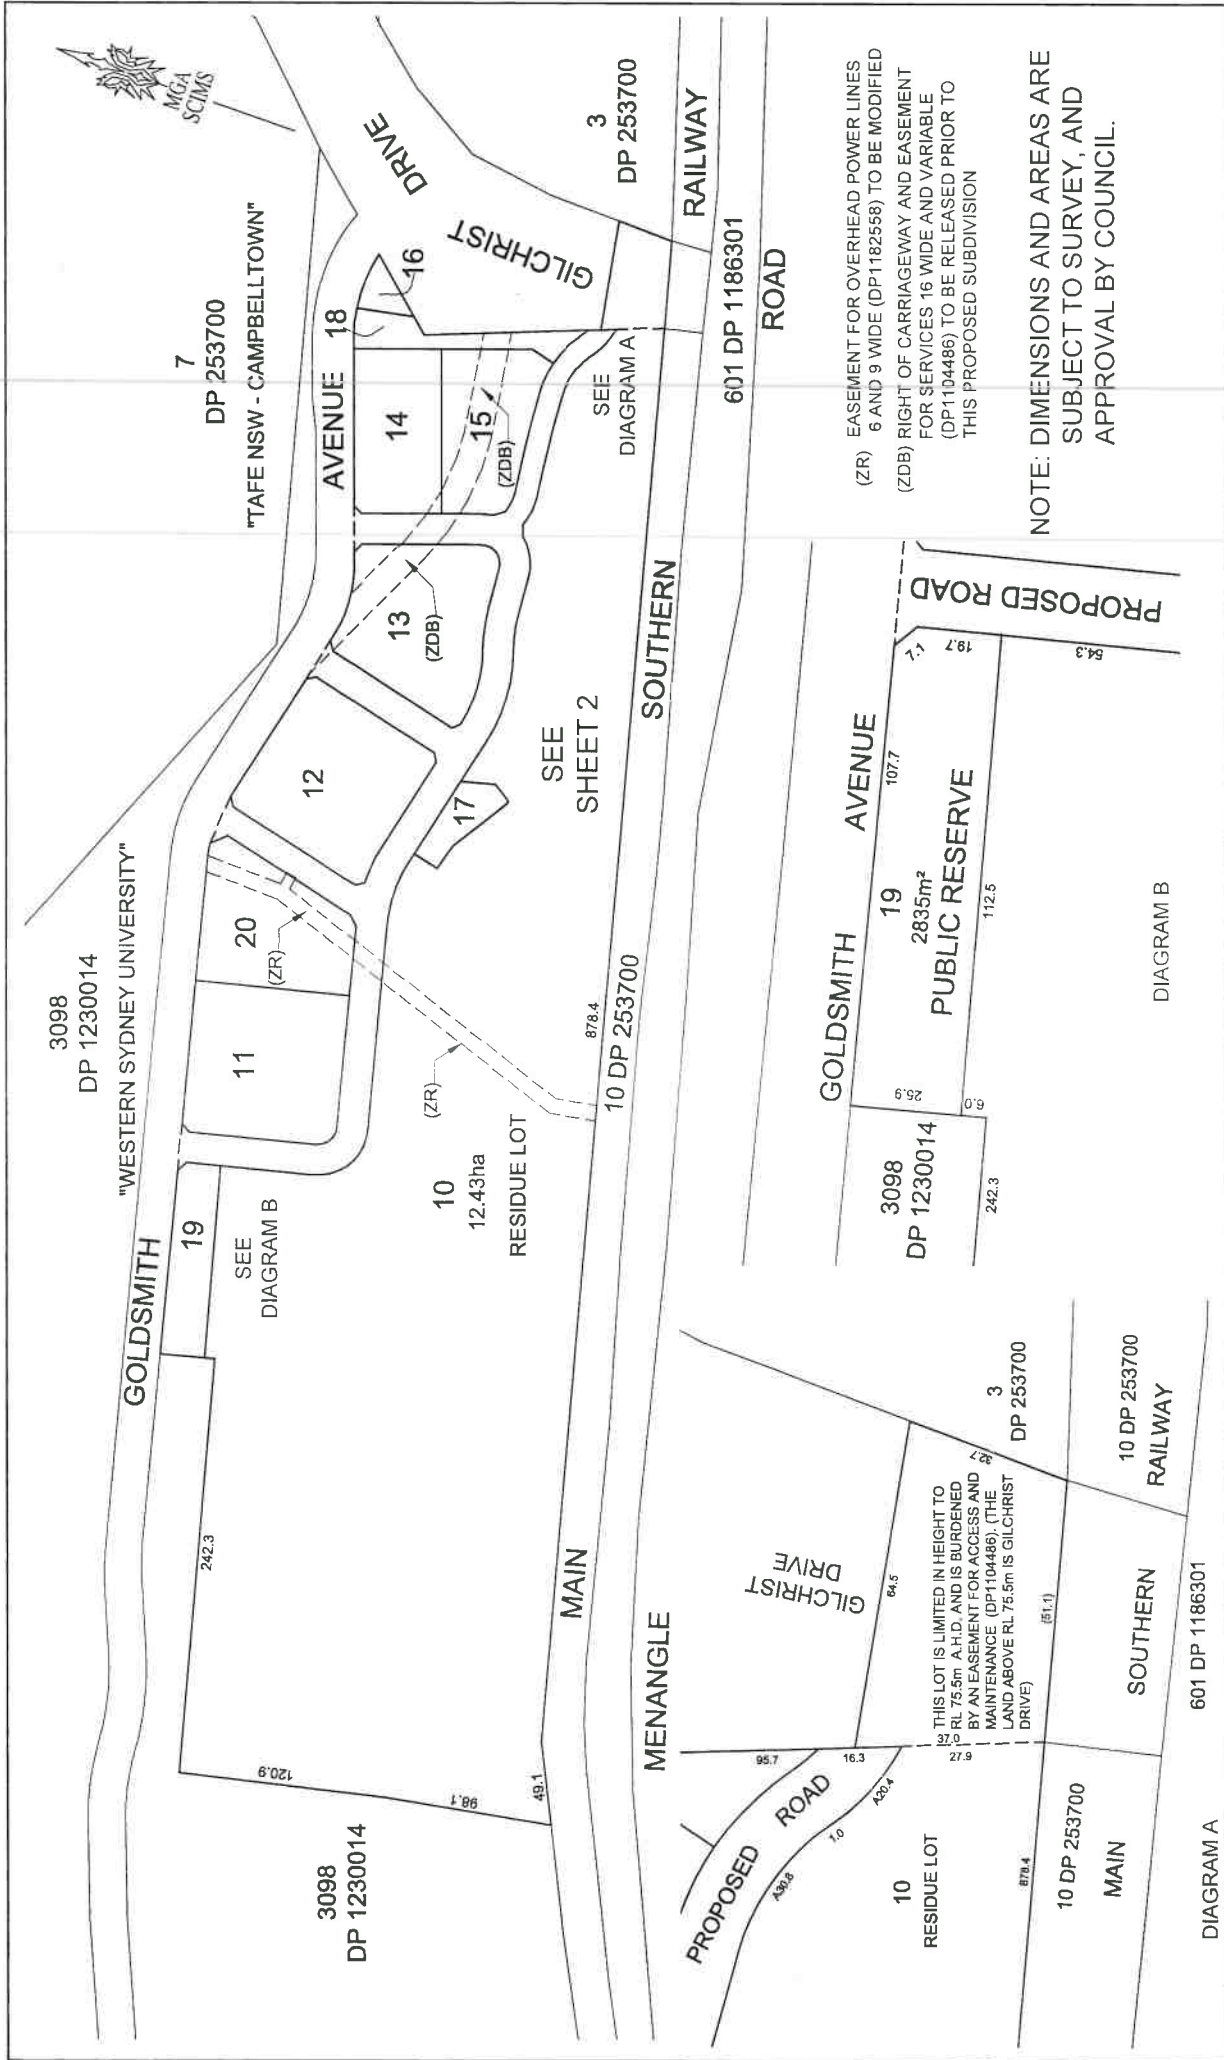 MGA
SCIMS
3098
DP 1230014
"WESTERN SYDNEY UNIVERSITY"
7
DP 253700
"TAFE NSW - CAMPBELLTOWN"
GOLDSMITH
AVENUE
GILCHRIST
DRIVE
3
DP 253700
19
SEE
DIAGRAM B
11
20
(ZR)
12
13
(ZDB)
14
15
(ZDB)
18
16
17
SEE
DIAGRAM A
SEE
SHEET 2
(ZR)
10
12.43ha
RESIDUE LOT
242.3
120.9
98.1
49.1
878.4
3098
DP 1230014
10 DP 253700
MAIN
SOUTHERN
RAILWAY
601 DP 1186301
MENANGLE
ROAD
PROPOSED
ROAD
95.7
16.3
A20.4
1.0
A30.8
37.0
27.9
64.5
32.7
(51.1)
878.4
GILCHRIST
DRIVE
THIS LOT IS LIMITED IN HEIGHT TO
RL 75.5m A.H.D. AND IS BURDENED
BY AN EASEMENT FOR ACCESS AND
MAINTENANCE (DP1104486). (THE
LAND ABOVE RL 75.5m IS GILCHRIST
DRIVE)
3
DP 253700
10
RESIDUE LOT
10 DP 253700
MAIN
SOUTHERN
10 DP 253700
RAILWAY
601 DP 1186301
DIAGRAM A
GOLDSMITH
AVENUE
3098
DP 1230014
25.9
6.0
242.3
19
2835m²
PUBLIC RESERVE
107.7
112.5
7.1
19.7
54.3
PROPOSED ROAD
DIAGRAM B
(ZR) EASEMENT FOR OVERHEAD POWER LINES
6 AND 9 WIDE (DP1182558) TO BE MODIFIED
(ZDB) RIGHT OF CARRIAGEWAY AND EASEMENT
FOR SERVICES 16 WIDE AND VARIABLE
(DP1104486) TO BE RELEASED PRIOR TO
THIS PROPOSED SUBDIVISION
NOTE: DIMENSIONS AND AREAS ARE
SUBJECT TO SURVEY, AND
APPROVAL BY COUNCIL.